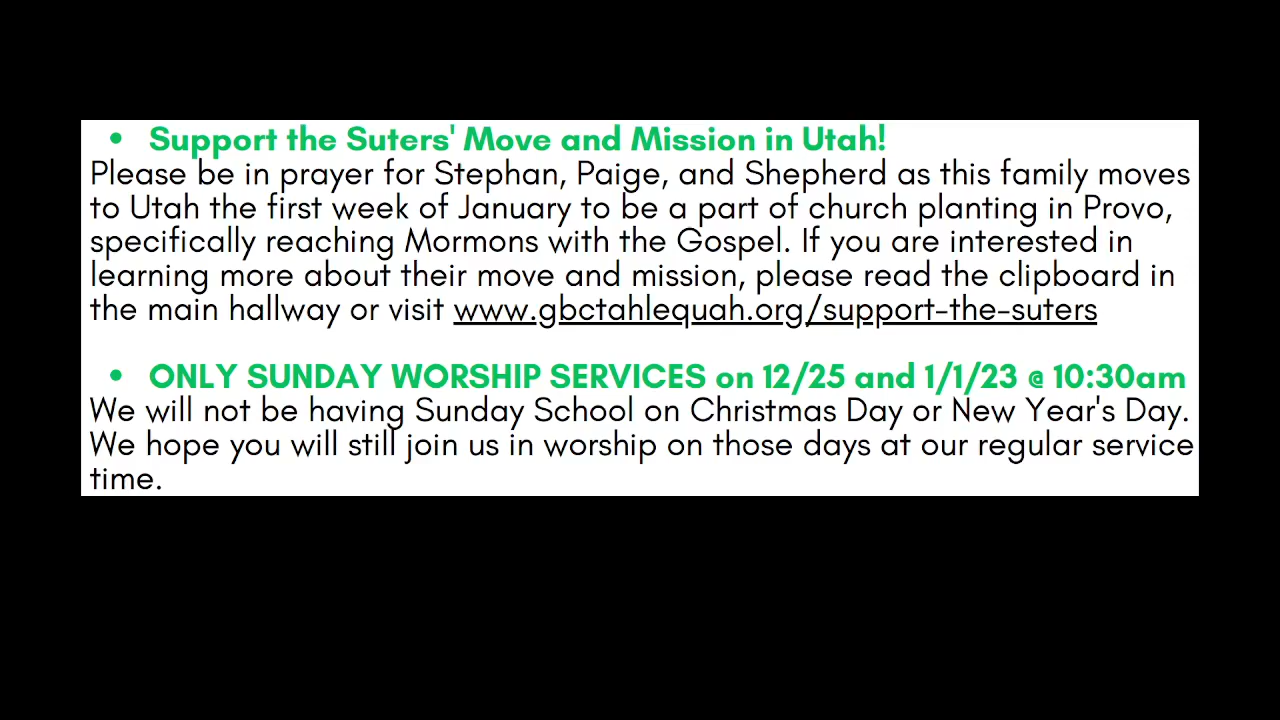 • Support the Suters' Move and Mission in Utah!
Please be in prayer for Stephan, Paige, and Shepherd as this family moves
to Utah the first week of January to be a part of church planting in Provo,
specifically reaching Mormons with the Gospel. If you are interested in
learning more about their move and mission, please read the clipboard in
the main hallway or visit www.gbctahlequah.org/support-the-suters
• ONLY SUNDAY WORSHIP SERVICES on 12/25 and 1/1/23 @ 10:30am
We will not be having Sunday School on Christmas Day or New Year's Day.
We hope you will still join us in worship on those days at our regular service
time.